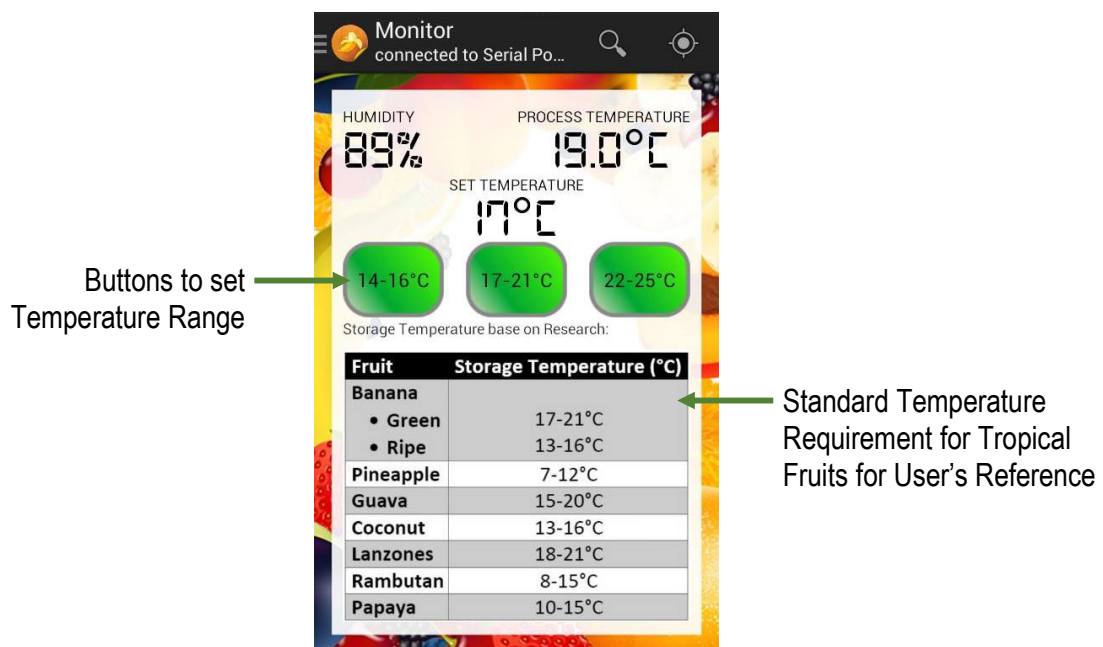 Monitor
connected to Serial Po...
HUMIDITY PROCESS TEMPERATURE
89% 19.0°C
SET TEMPERATURE
17°C
14-16°C 17-21°C 22-25°C
Buttons to set
Temperature Range
Storage Temperature base on Research:
Fruit Storage Temperature (°C)
Banana
• Green 17-21°C
• Ripe 13-16°C
Pineapple 7-12°C
Guava 15-20°C
Coconut 13-16°C
Lanzones 18-21°C
Rambutan 8-15°C
Papaya 10-15°C
Standard Temperature
Requirement for Tropical
Fruits for User's Reference